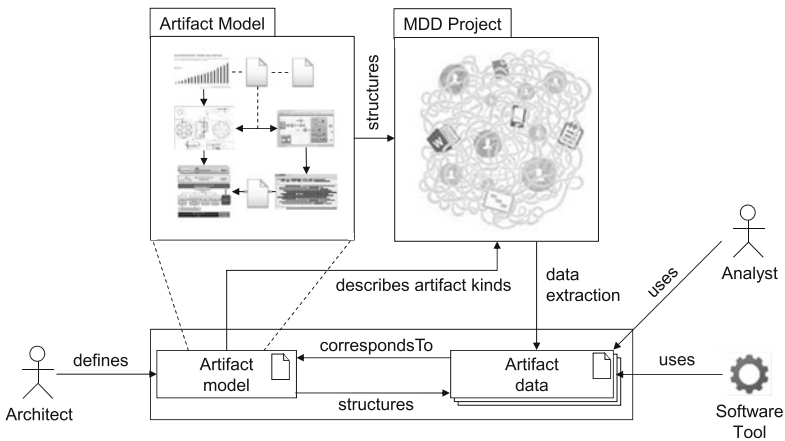 Artifact Model
MDD Project
structures
describes artifact kinds
data
extraction
uses
Analyst
defines
Artifact
model
correspondsTo
structures
Artifact
data
uses
Architect
Software
Tool